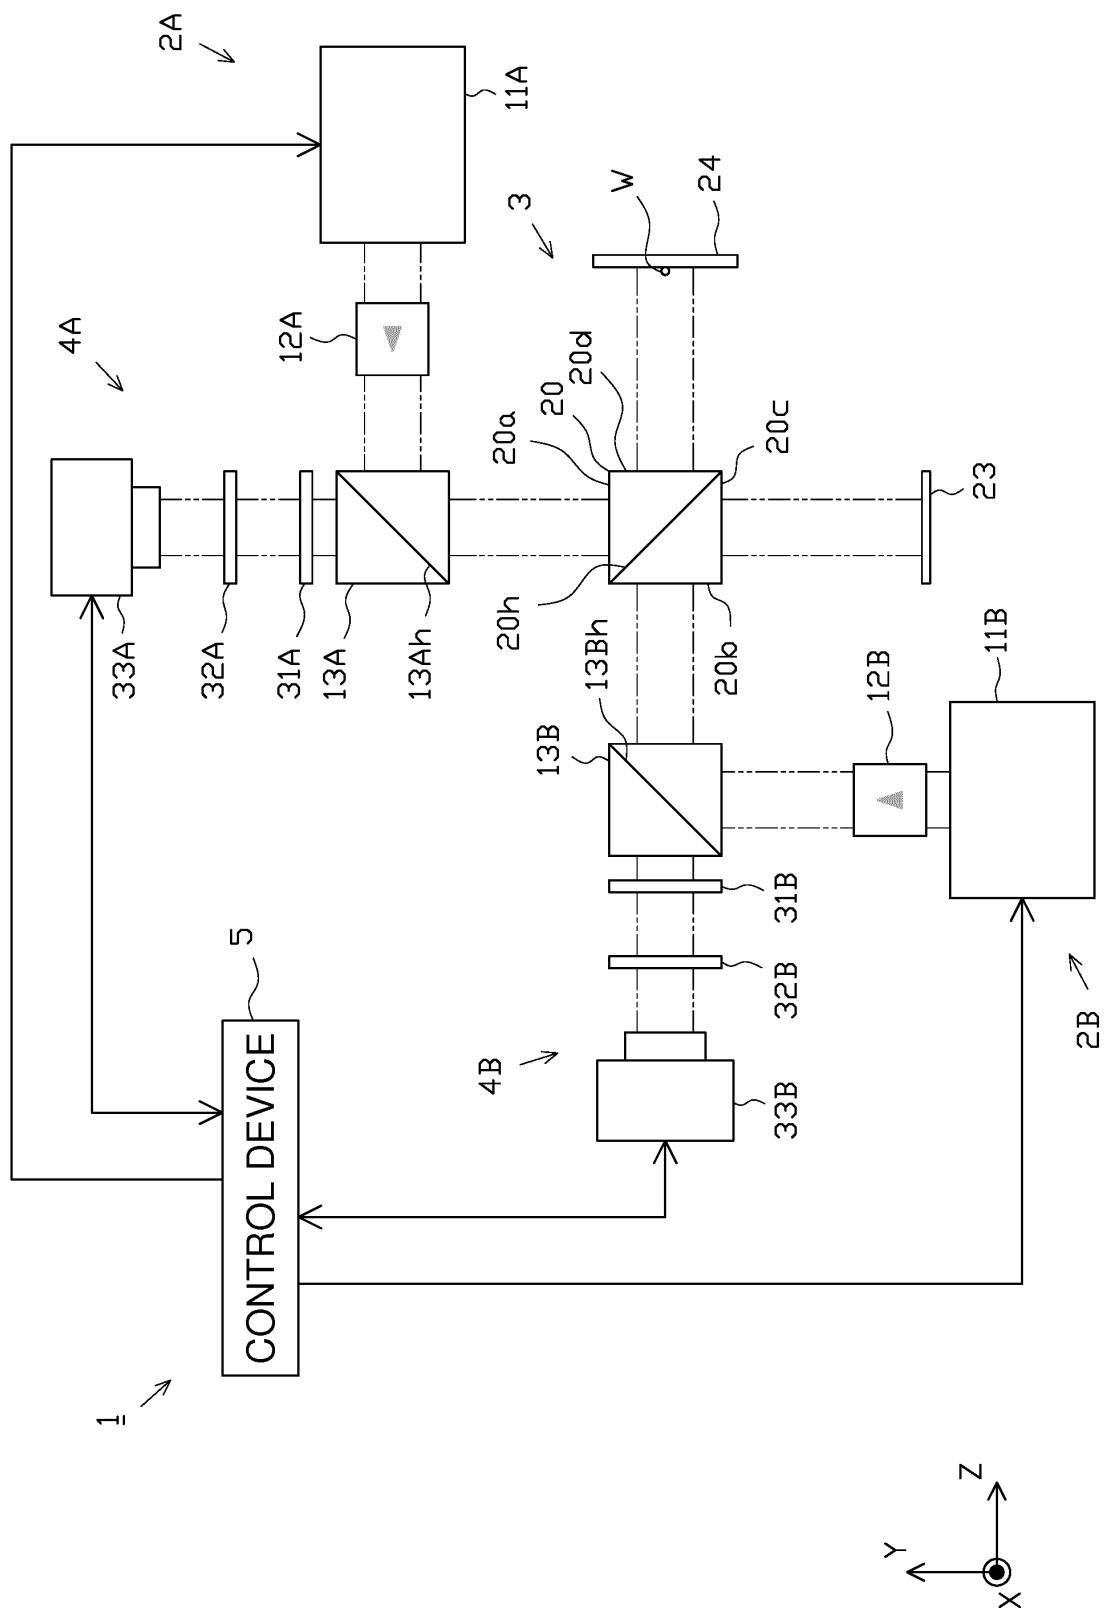 2A
11A
3
W
24
4A
12A
20a
20
20d
20c
23
33A
32A
31A
13A
13Ah
20h
13Bh
20b
11B
12B
13B
31B
32B
5
CONTROL DEVICE
4B
33B
2B
1
Y
Z
X